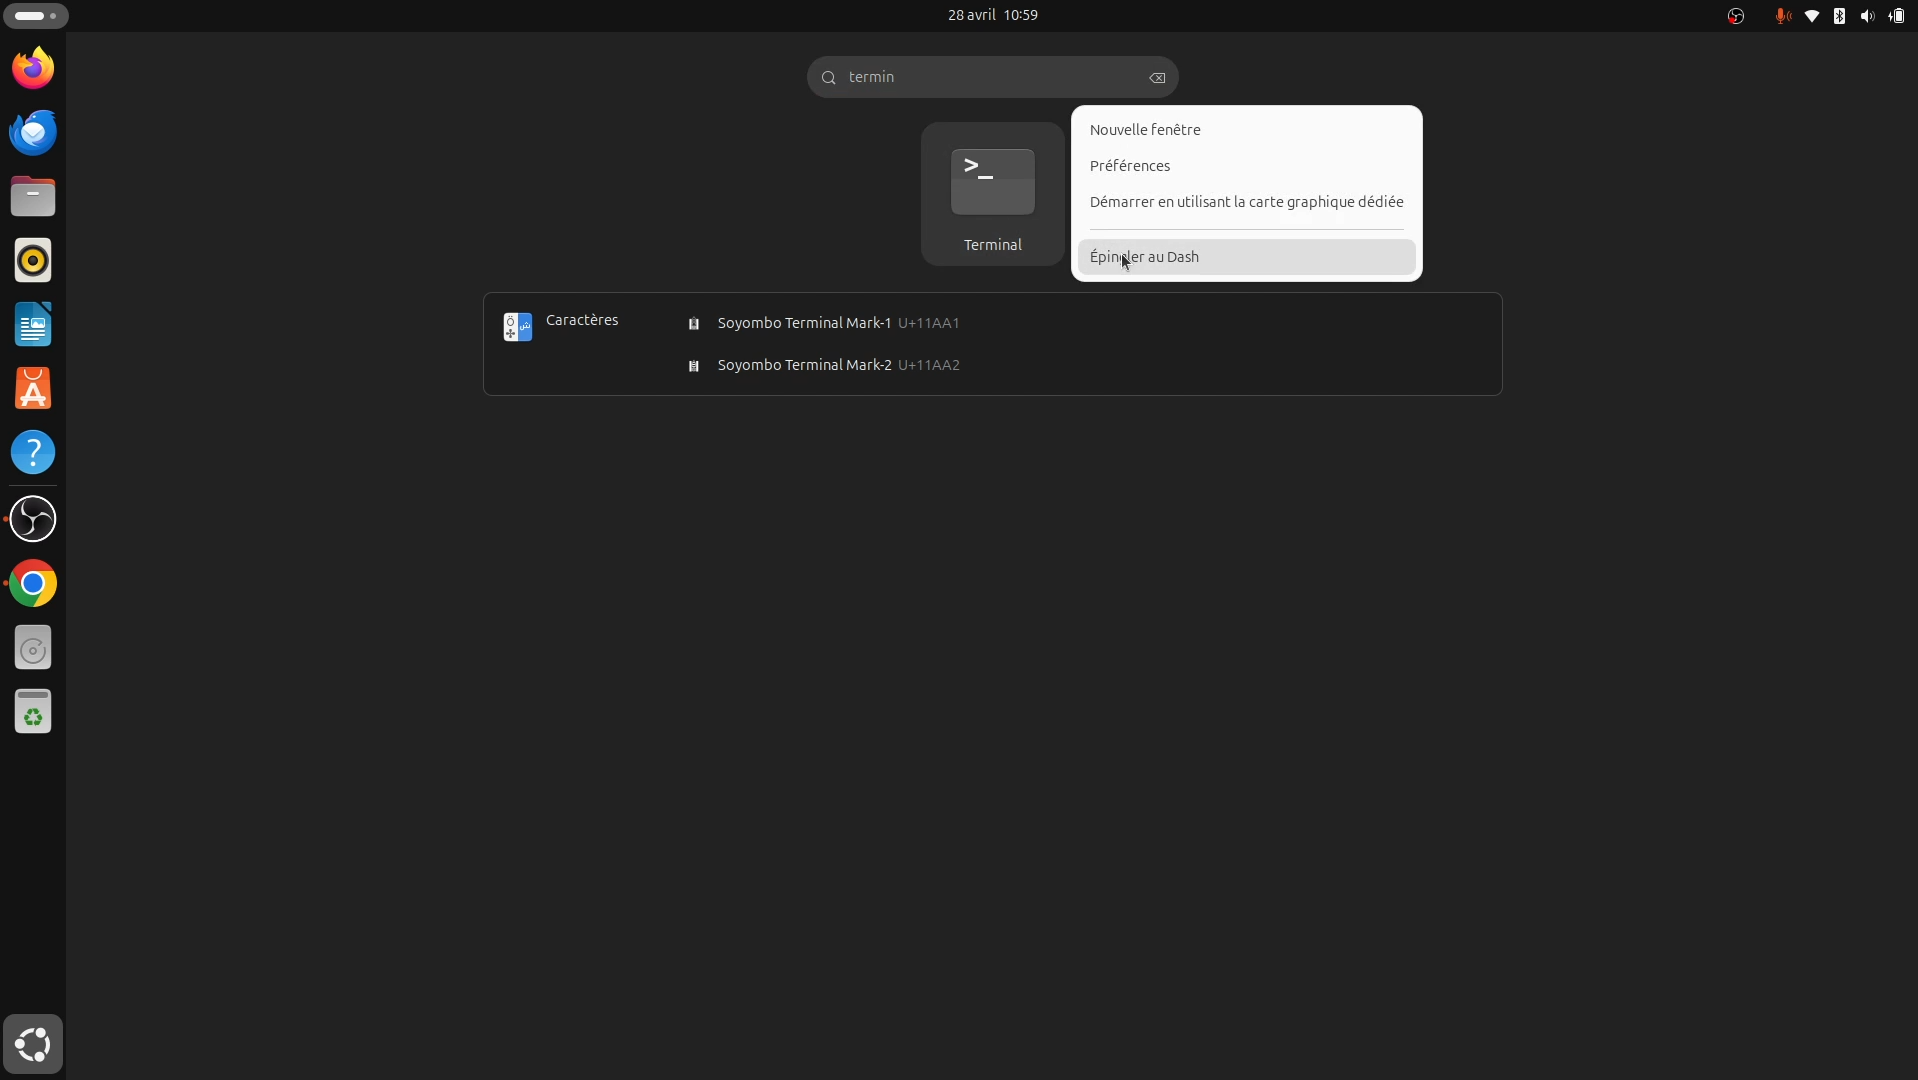 28 avril 10:59
termin
>_
Terminal
Nouvelle fenêtre
Préférences
Démarrer en utilisant la carte graphique dédiée
Épingler au Dash
Caractères
Soyombo Terminal Mark-1 U+11AA1
Soyombo Terminal Mark-2 U+11AA2